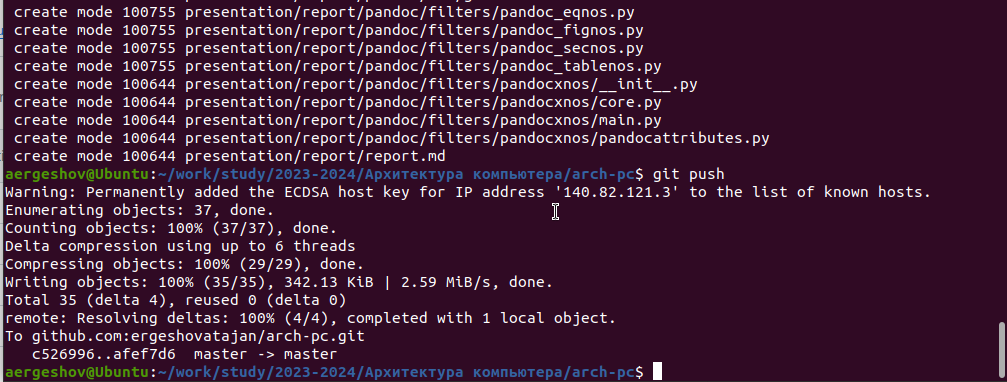 create mode 100755 presentation/report/pandoc/filters/pandoc_eqnos.py
create mode 100755 presentation/report/pandoc/filters/pandoc_fignos.py
create mode 100755 presentation/report/pandoc/filters/pandoc_secnos.py
create mode 100755 presentation/report/pandoc/filters/pandoc_tablenos.py
create mode 100644 presentation/report/pandoc/filters/pandocxnos/__init__.py
create mode 100644 presentation/report/pandoc/filters/pandocxnos/core.py
create mode 100644 presentation/report/pandoc/filters/pandocxnos/main.py
create mode 100644 presentation/report/pandoc/filters/pandocxnos/pandocattributes.py
create mode 100644 presentation/report/report.md
aergeshov@Ubuntu:~/work/study/2023-2024/Архитектура компьютера/arch-pc$ git push
Warning: Permanently added the ECDSA host key for IP address '140.82.121.3' to the list of known hosts.
Enumerating objects: 37, done.
Counting objects: 100% (37/37), done.
Delta compression using up to 6 threads
Compressing objects: 100% (29/29), done.
Writing objects: 100% (35/35), 342.13 KiB | 2.59 MiB/s, done.
Total 35 (delta 4), reused 0 (delta 0)
remote: Resolving deltas: 100% (4/4), completed with 1 local object.
To github.com:ergeshovatajan/arch-pc.git
c526996..afef7d6  master -> master
aergeshov@Ubuntu:~/work/study/2023-2024/Архитектура компьютера/arch-pc$